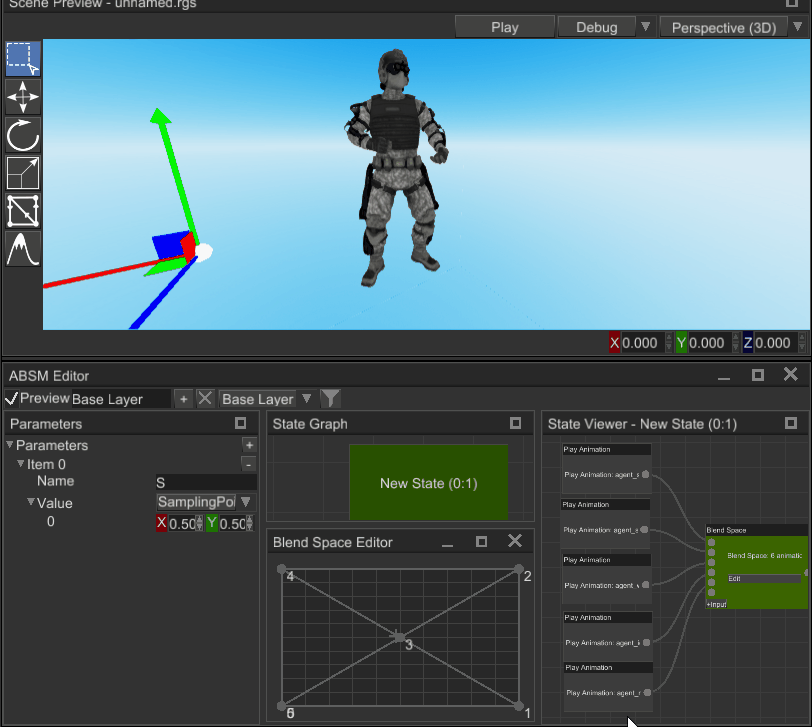 Scene Preview - unnamed.rgs
Play
Debug
Perspective (3D)
X 0.000 Y 0.000 Z 0.000
ABSM Editor
Preview Base Layer + Base Layer
Parameters
Parameters +
Item 0 -
Name S
Value SamplingPoi
0 X 0.50 Y 0.50
State Graph
New State (0:1)
Blend Space Editor
4
2
3
1
State Viewer - New State (0:1)
Play Animation
Play Animation: agent_s
Play Animation
Play Animation: agent_s
Play Animation
Play Animation: agent_v
Play Animation
Play Animation: agent_i
Play Animation
Play Animation: agent_r
Blend Space
Blend Space: 6 animatic
Edit
+Input